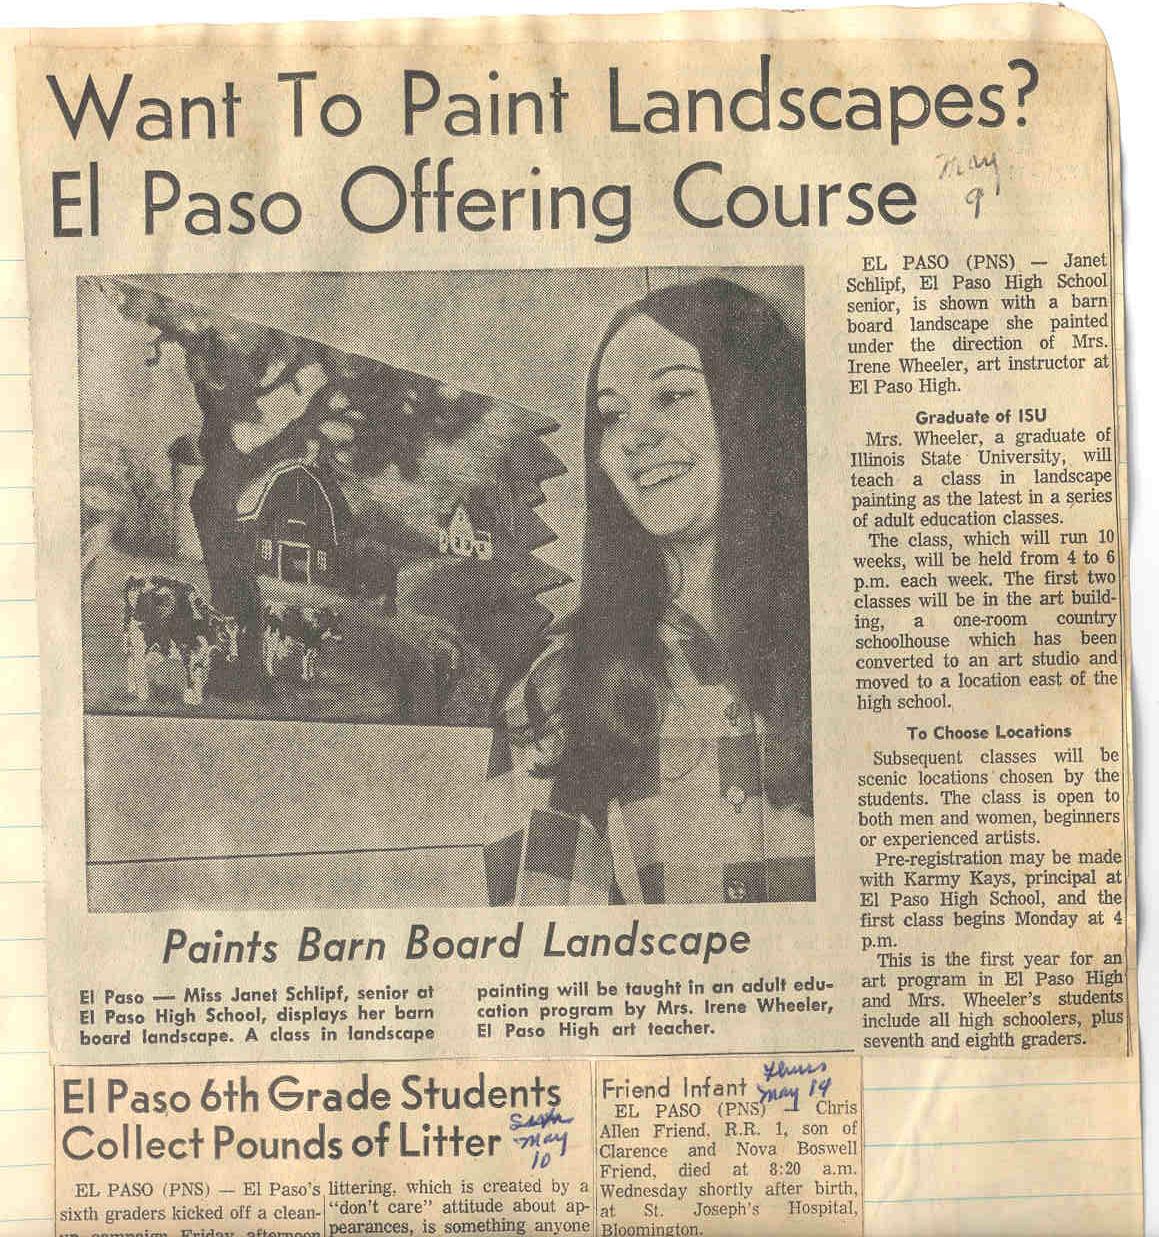 Want To Paint Landscapes?
El Paso Offering Course
May
9
EL PASO (PNS) — Janet
Schlipf, El Paso High School
senior, is shown with a barn
board landscape she painted
under the direction of Mrs.
Irene Wheeler, art instructor at
El Paso High.
Graduate of ISU
Mrs. Wheeler, a graduate of
Illinois State University, will
teach a class in landscape
painting as the latest in a series
of adult education classes.
The class, which will run 10
weeks, will be held from 4 to 6
p.m. each week. The first two
classes will be in the art build-
ing, a one-room country
schoolhouse which has been
converted to an art studio and
moved to a location east of the
high school.
To Choose Locations
Subsequent classes will be
scenic locations chosen by the
students. The class is open to
both men and women, beginners
or experienced artists.
Pre-registration may be made
with Karmy Kays, principal at
El Paso High School, and the
first class begins Monday at 4
p.m.
This is the first year for an
art program in El Paso High
and Mrs. Wheeler's students
include all high schoolers, plus
seventh and eighth graders.
Paints Barn Board Landscape
El Paso — Miss Janet Schlipf, senior at
El Paso High School, displays her barn
board landscape. A class in landscape
painting will be taught in an adult edu-
cation program by Mrs. Irene Wheeler,
El Paso High art teacher.
El Paso 6th Grade Students
Collect Pounds of Litter
May
10
EL PASO (PNS) — El Paso's
sixth graders kicked off a clean-
up campaign Friday afternoon
littering, which is created by a
"don't care" attitude about ap-
pearances, is something anyone
Friend Infant
Thurs
May 14
EL PASO (PNS) — Chris
Allen Friend, R.R. 1, son of
Clarence and Nova Boswell
Friend, died at 8:20 a.m.
Wednesday shortly after birth,
at St. Joseph's Hospital,
Bloomington.